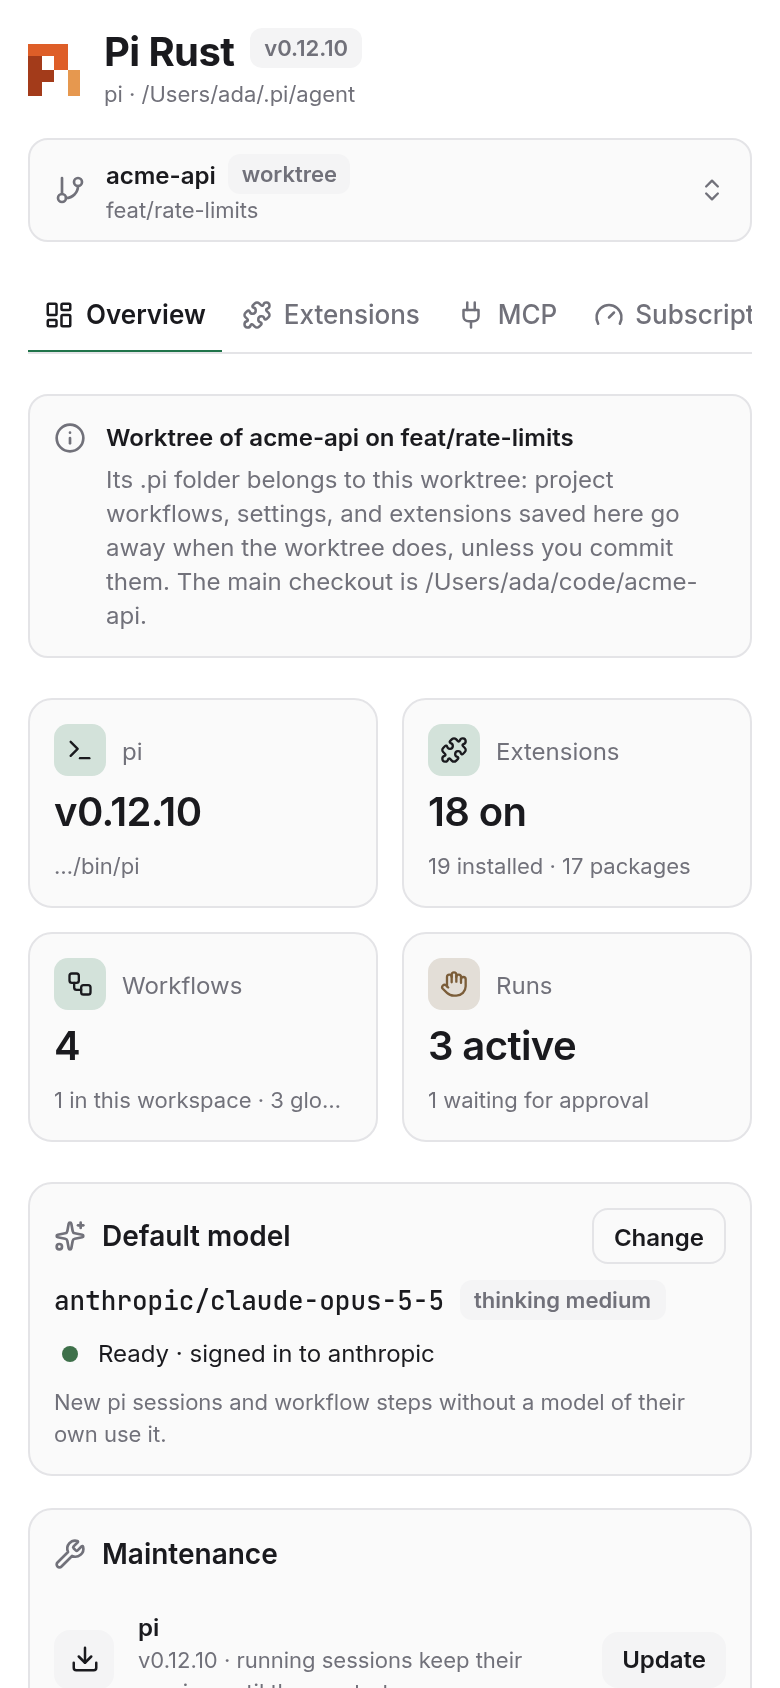 Pi Rust v0.12.10
pi · /Users/ada/.pi/agent
acme-api worktree
feat/rate-limits
Overview Extensions MCP Subscript
Worktree of acme-api on feat/rate-limits
Its .pi folder belongs to this worktree: project
workflows, settings, and extensions saved here go
away when the worktree does, unless you commit
them. The main checkout is /Users/ada/code/acme-
api.
pi
v0.12.10
.../bin/pi
Extensions
18 on
19 installed · 17 packages
Workflows
4
1 in this workspace · 3 glo...
Runs
3 active
1 waiting for approval
Default model Change
anthropic/claude-opus-5-5 thinking medium
Ready · signed in to anthropic
New pi sessions and workflow steps without a model of their
own use it.
Maintenance
pi
v0.12.10 · running sessions keep their
Update